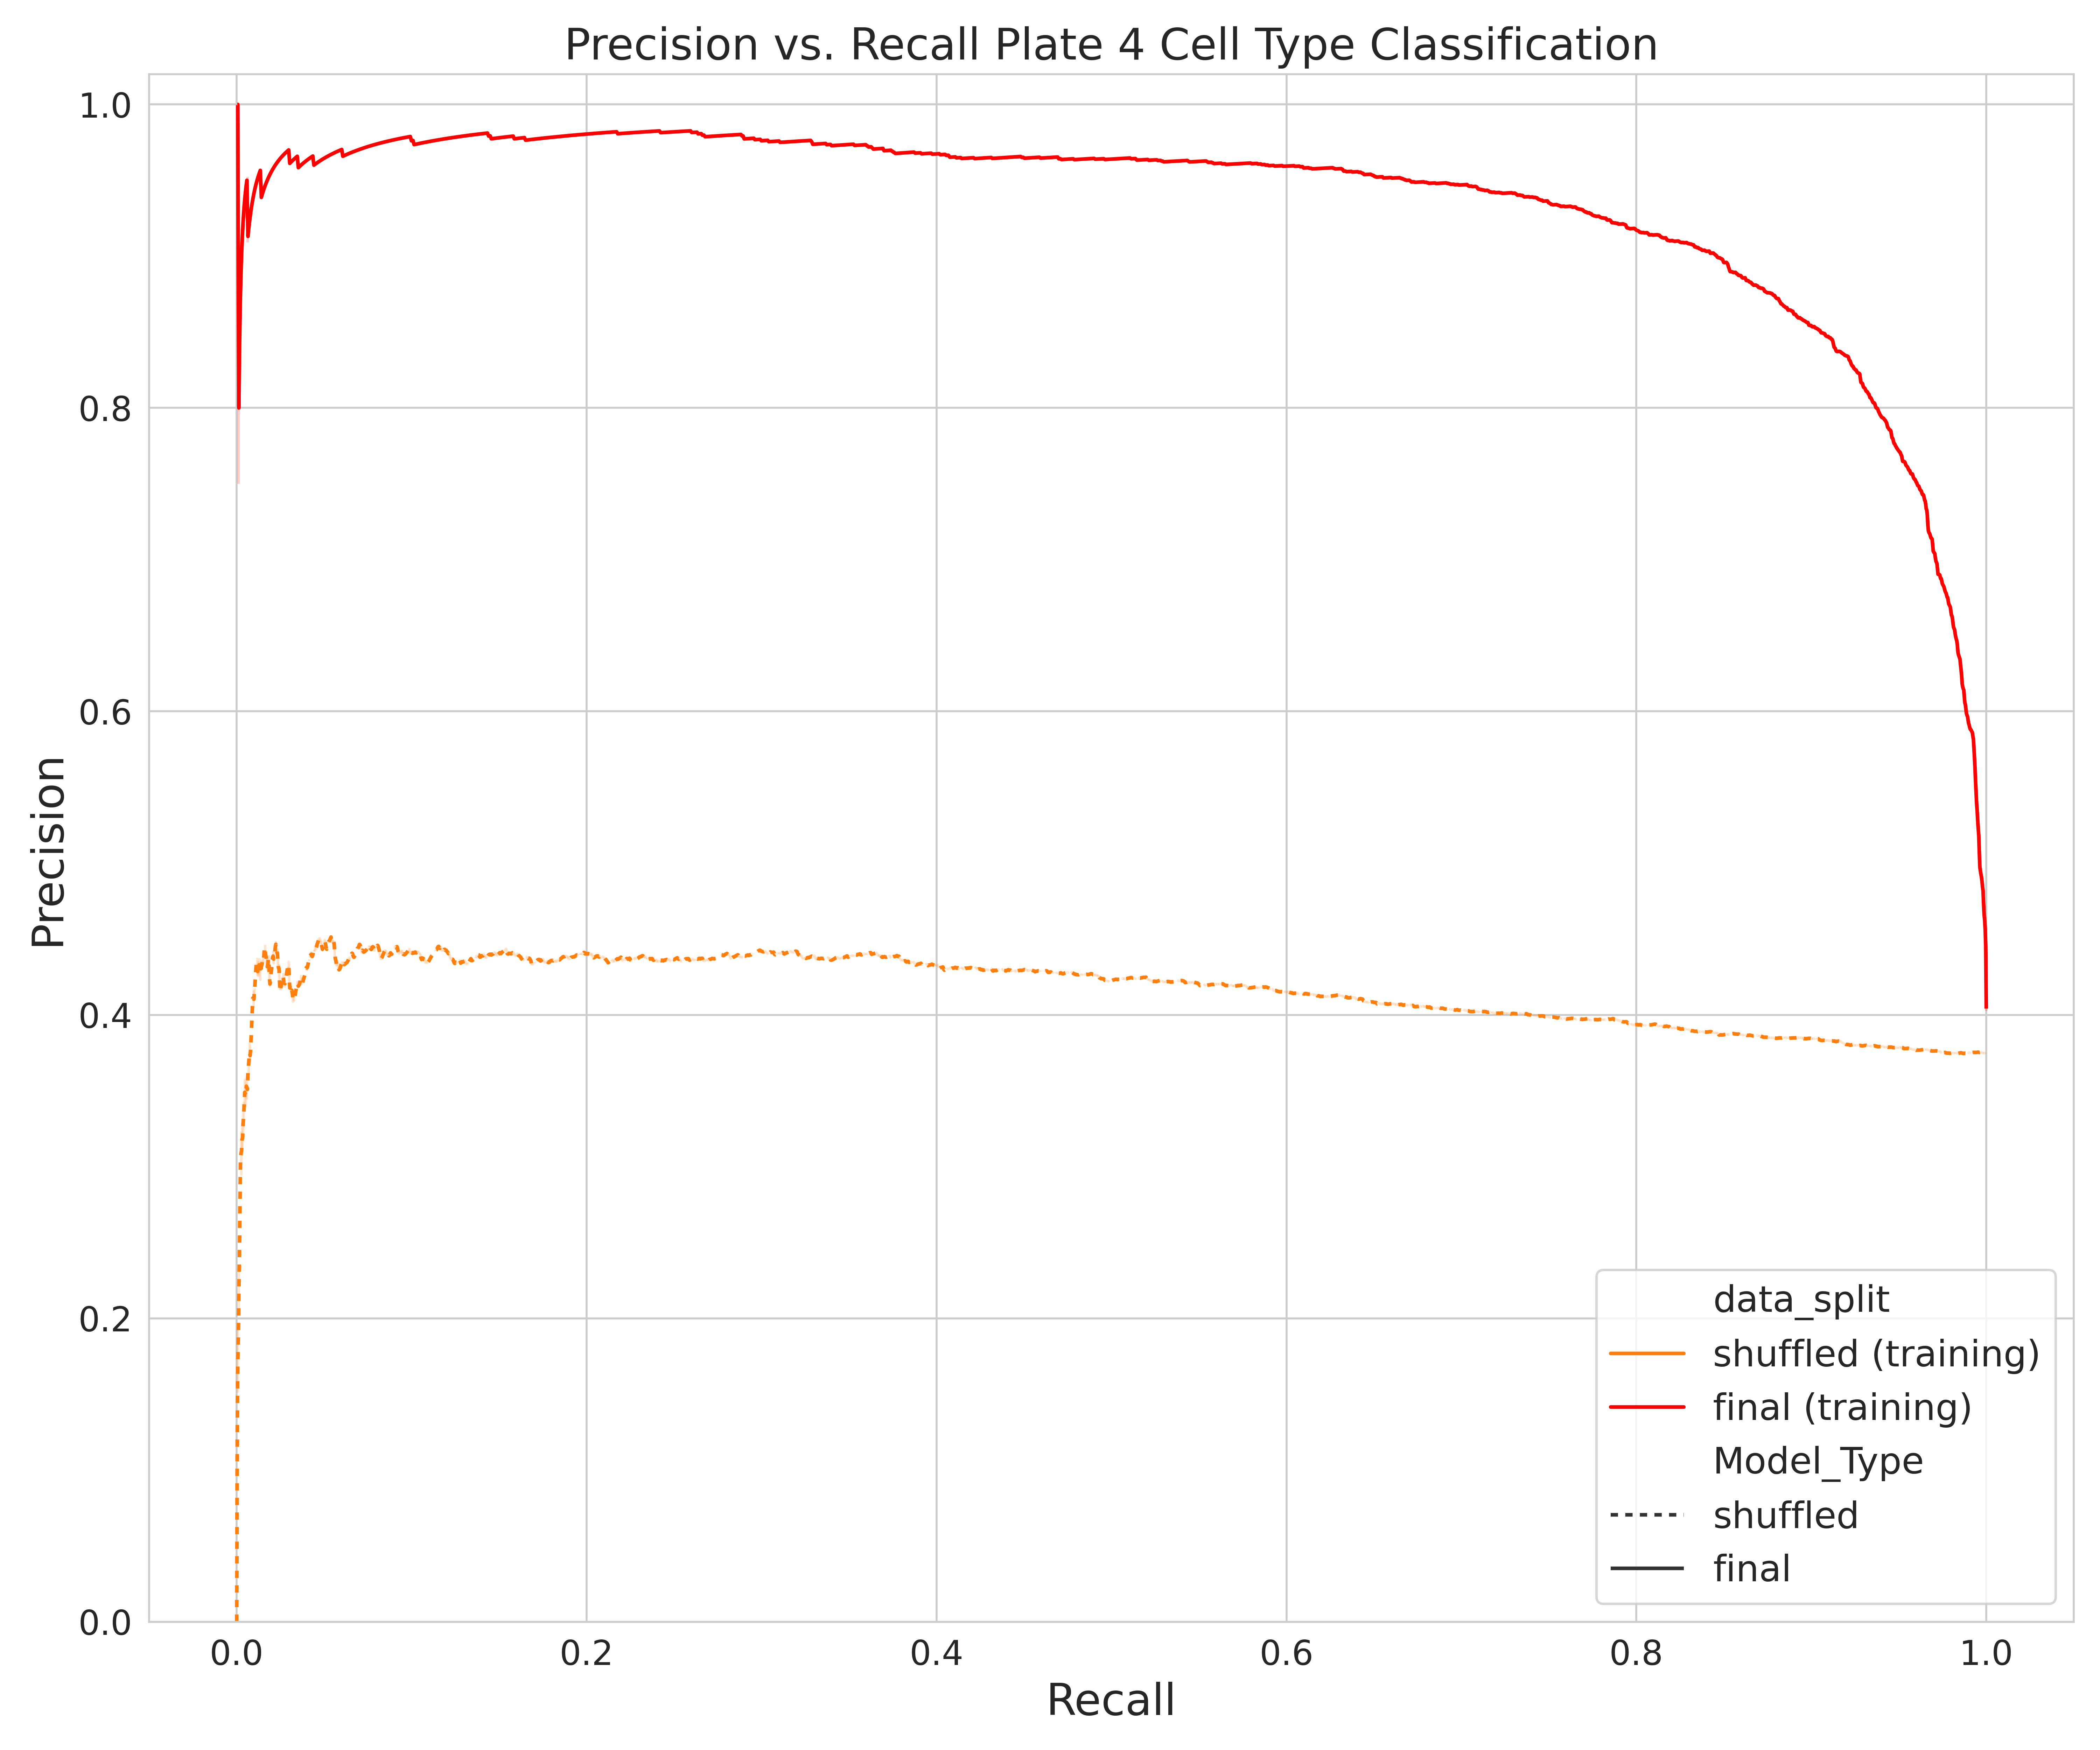 Precision vs. Recall Plate 4 Cell Type Classification
1.0
0.8
0.6
0.4
0.2
0.0
Precision
0.0 0.2 0.4 0.6 0.8 1.0
Recall
data_split
shuffled (training)
final (training)
Model_Type
shuffled
final